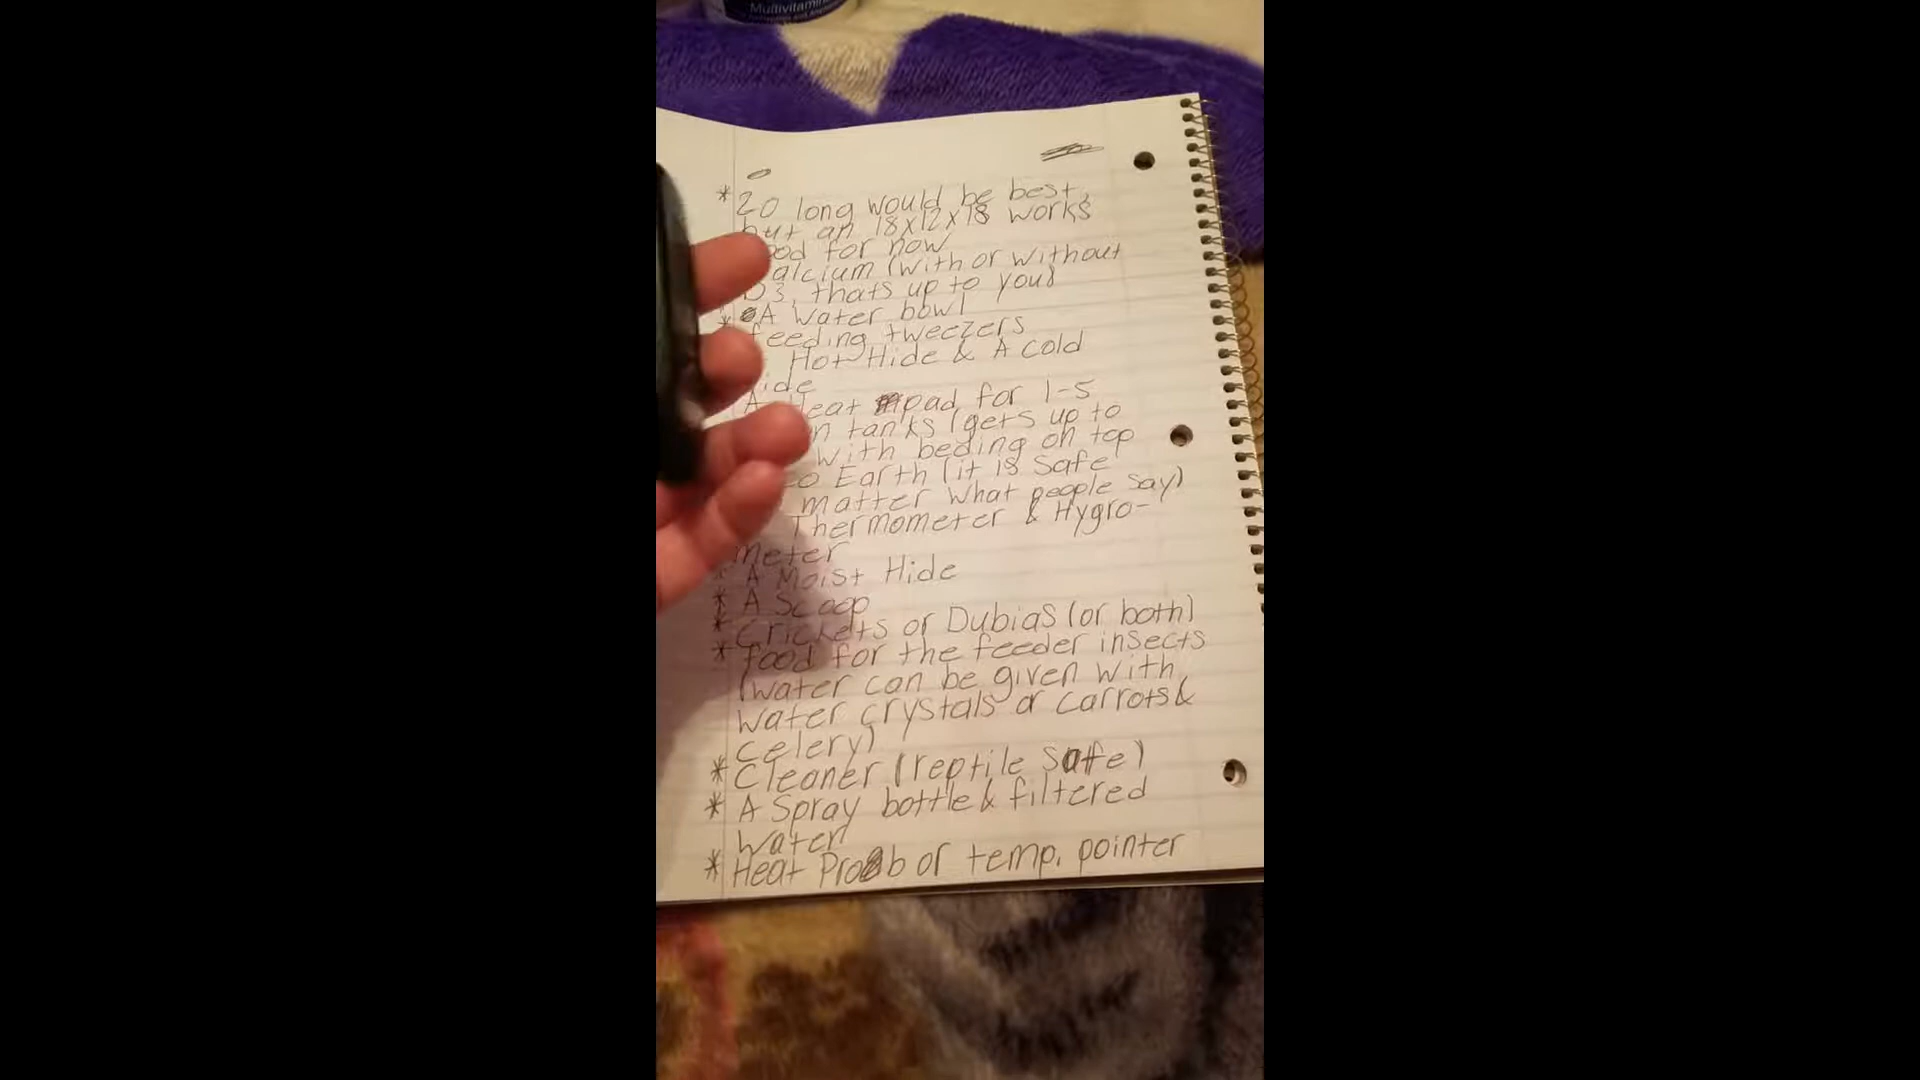 Multivitamin
* 20 long would be best,
but an 18x12x18 works
for now
(with or without
D3, thats up to you)
* A Water bowl
feeding tweezers
Hot Hide & A Cold
A pad for 1-5
tanks (gets up to
with beding on top
Earth (it is safe
matter What people say)
Thermometer & Hygro-
meter
* A Moist Hide
* A Scoop
* Crickets or Dubias (or both)
* food for the feeder insects
(water can be given with
water crystals or carrots &
celery)
* Cleaner (reptile safe)
* A Spray bottle & filtered
Water
* Heat Prob or temp. pointer